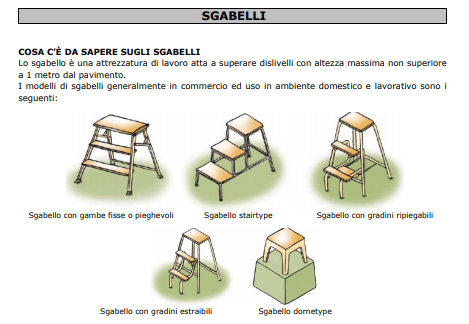 SGABELLI
COSA C'È DA SAPERE SUGLI SGABELLI
Lo sgabello è una attrezzatura di lavoro atta a superare dislivelli con altezza massima non superiore
a 1 metro dal pavimento.
I modelli di sgabelli generalmente in commercio ed uso in ambiente domestico e lavorativo sono i
seguenti:
Sgabello con gambe fisse o pieghevoli
Sgabello stairtype
Sgabello con gradini ripiegabili
Sgabello con gradini estraibili
Sgabello dometype